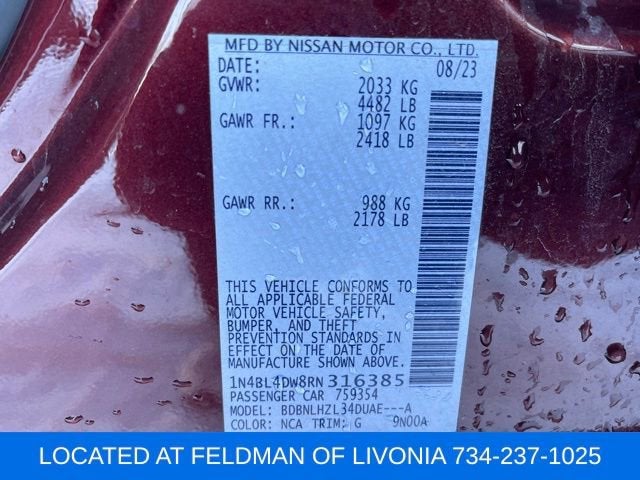 MFD BY NISSAN MOTOR CO., LTD.
DATE: 08/23
GVWR: 2033 KG
4482 LB
GAWR FR.: 1097 KG
2418 LB
GAWR RR.: 988 KG
2178 LB
THIS VEHICLE CONFORMS TO
ALL APPLICABLE FEDERAL
MOTOR VEHICLE SAFETY,
BUMPER, AND THEFT
PREVENTION STANDARDS
IN EFFECT ON THE DATE OF
MANUFACTURE SHOWN ABOVE.
1N4BL4DW8RN316385
PASSENGER CAR 759354
MODEL: BDBNLHZL34DUAE---A
COLOR: NCA TRIM: G 9N00A
LOCATED AT FELDMAN OF LIVONIA 734-237-1025